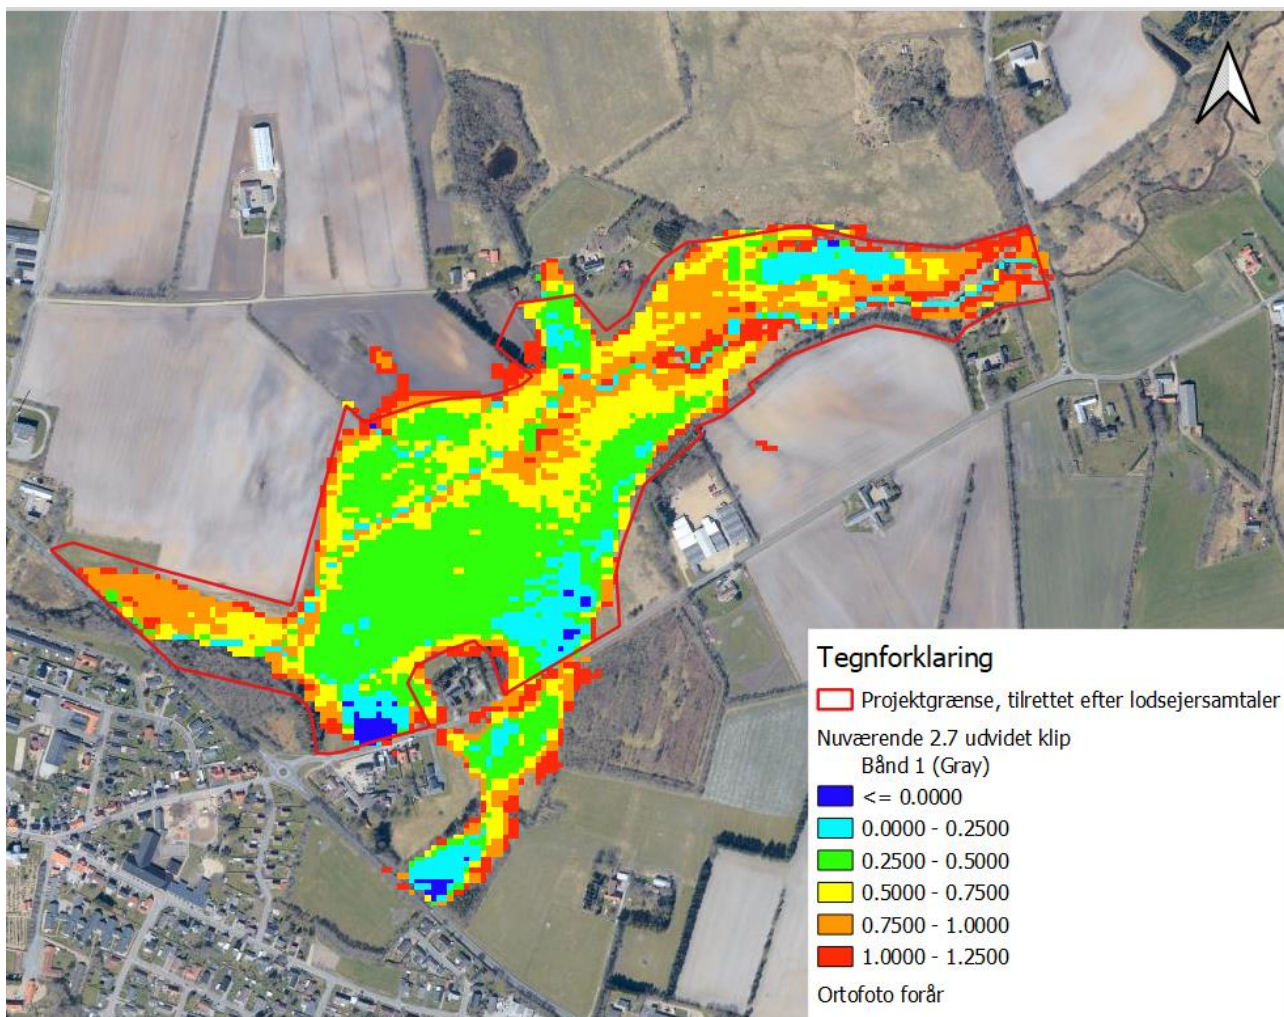 Tegnforklaring
Projektgrænse, tilrettet efter lodsejersamtaler
Nuværende 2.7 udvidet klip
Bånd 1 (Gray)
<= 0.0000
0.0000 - 0.2500
0.2500 - 0.5000
0.5000 - 0.7500
0.7500 - 1.0000
1.0000 - 1.2500
Ortofoto forår